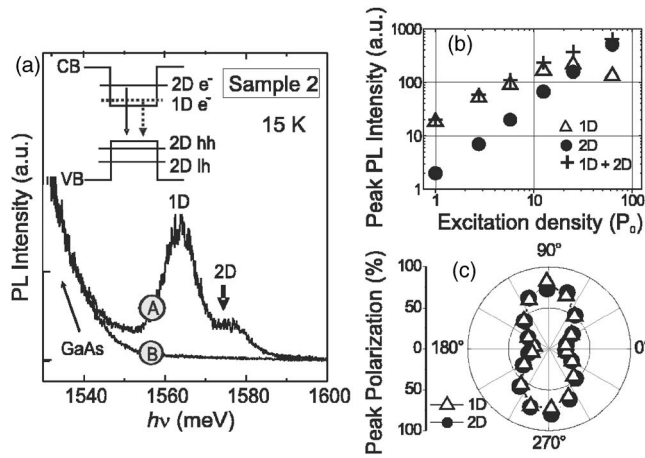 (a)
CB
2D e⁻
1D e⁻
Sample 2
15 K
2D hh
2D lh
VB
1D
2D
A
B
GaAs
PL Intensity (a.u.)
1540 1560 1580 1600
hν (meV)
(b)
Peak PL Intensity (a.u.)
1000
100
10
1
1D
2D
1D + 2D
1 10 100
Excitation density (P₀)
(c)
Peak Polarization (%)
100
50
0
50
100
90°
180°
0°
270°
1D
2D